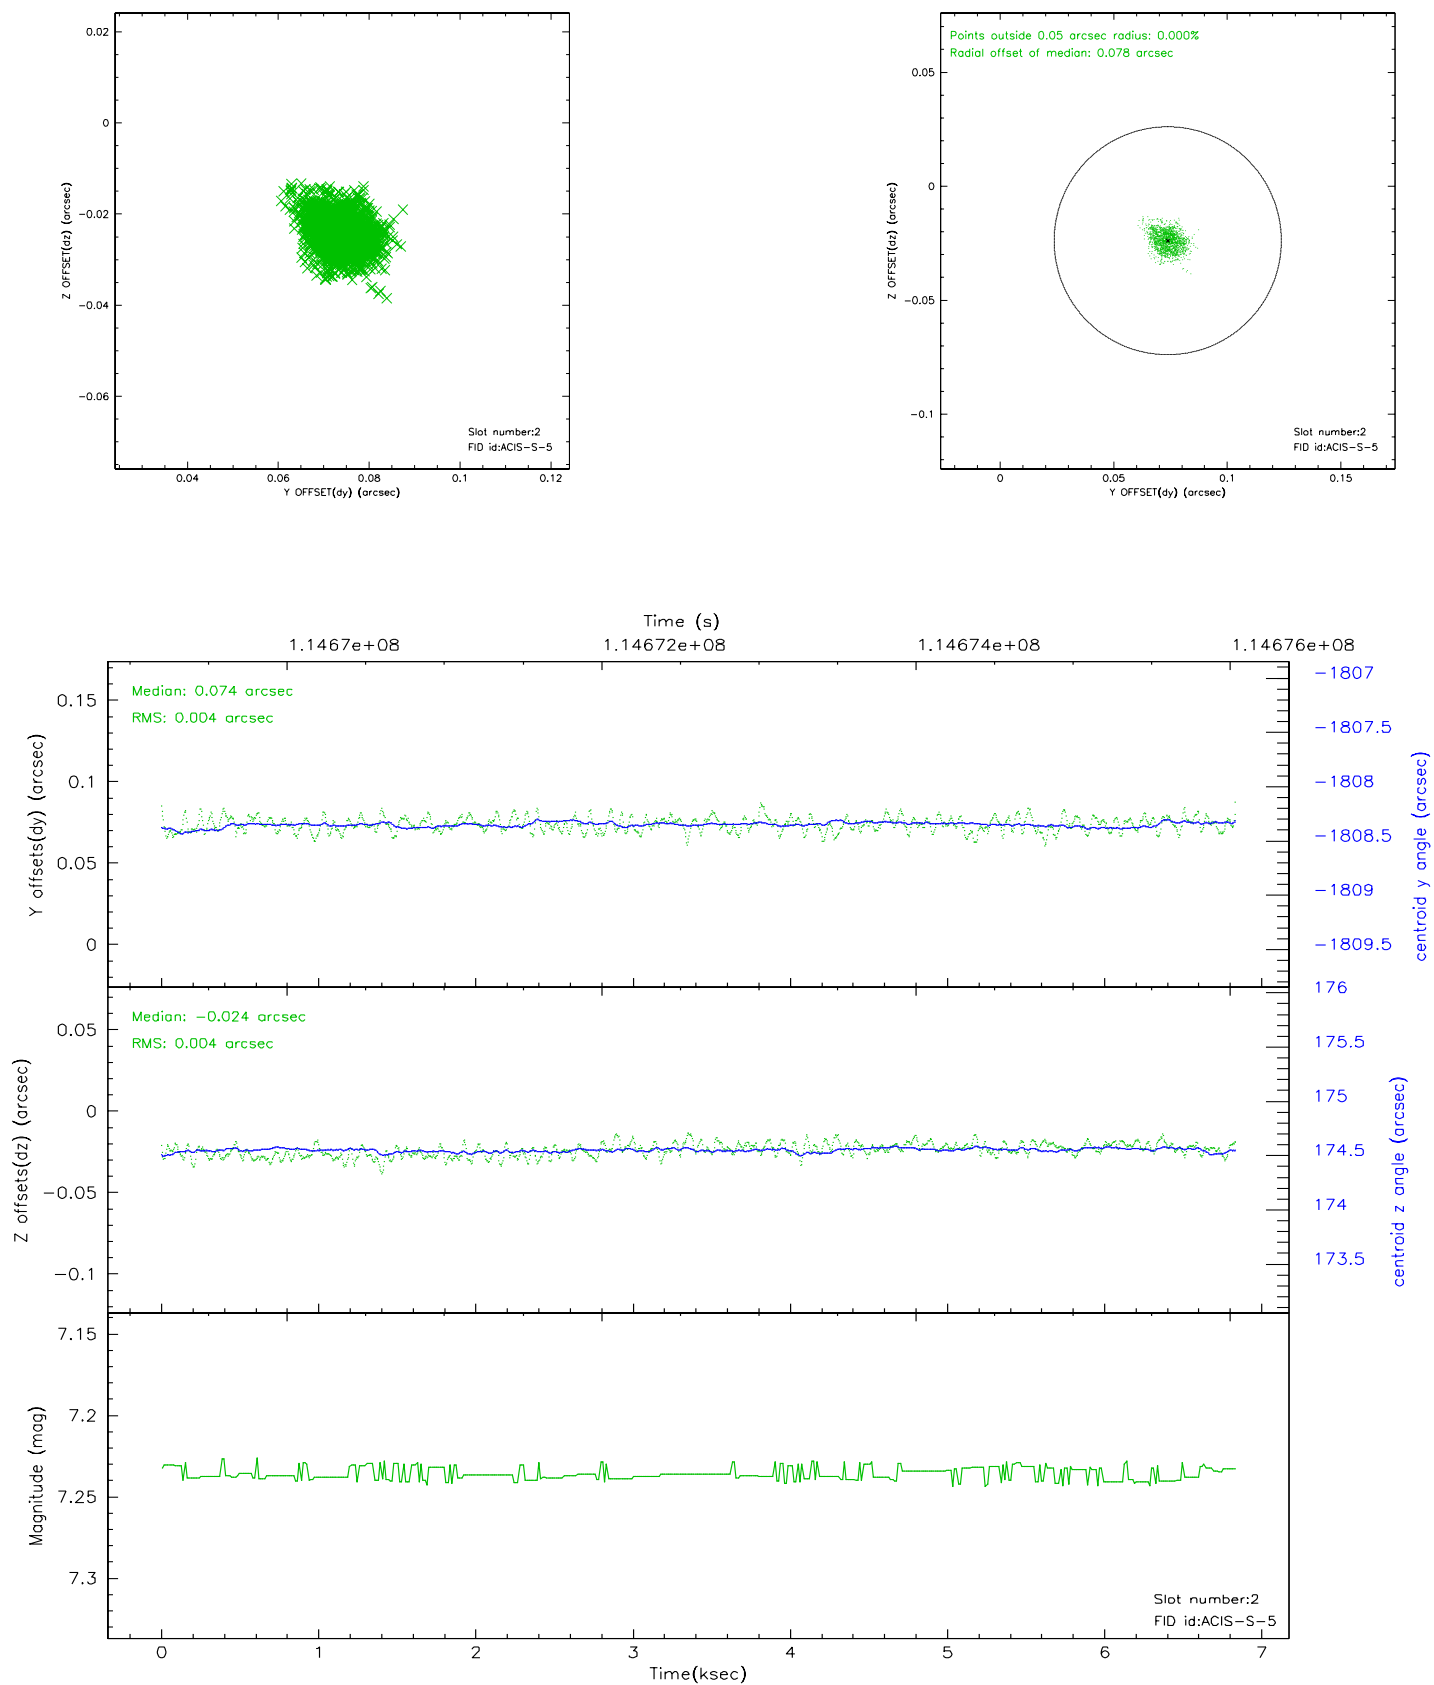 0.02
0
-0.02
-0.04
-0.06
Z OFFSET(dz) (arcsec)
0.04
0.06
0.08
0.1
0.12
Y OFFSET(dy) (arcsec)
Slot number:2
FID id:ACIS-S-5
Points outside 0.05 arcsec radius: 0.000%
Radial offset of median: 0.078 arcsec
0.05
0
-0.05
-0.1
Z OFFSET(dz) (arcsec)
0
0.05
0.1
0.15
Y OFFSET(dy) (arcsec)
Slot number:2
FID id:ACIS-S-5
Time (s)
1.1467e+08
1.14672e+08
1.14674e+08
1.14676e+08
Median: 0.074 arcsec
RMS: 0.004 arcsec
0.15
0.1
0.05
0
Y offsets(dy) (arcsec)
-1807
-1807.5
-1808
-1808.5
-1809
-1809.5
centroid y angle (arcsec)
Median: -0.024 arcsec
RMS: 0.004 arcsec
0.05
0
-0.05
-0.1
Z offsets(dz) (arcsec)
176
175.5
175
174.5
174
173.5
centroid z angle (arcsec)
7.15
7.2
7.25
7.3
Magnitude (mag)
Slot number:2
FID id:ACIS-S-5
0
1
2
3
4
5
6
7
Time(ksec)